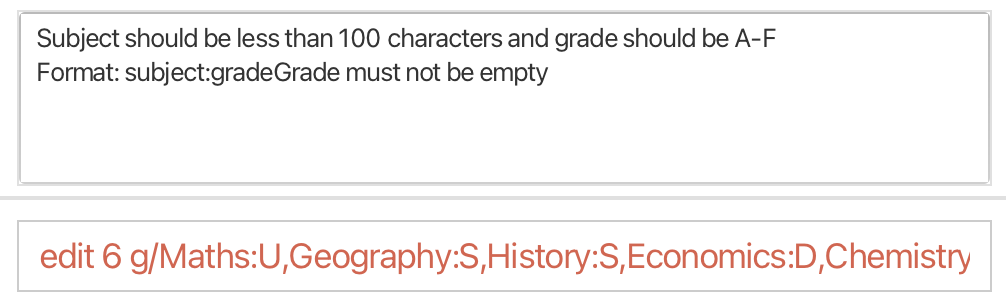 Subject should be less than 100 characters and grade should be A-F
Format: subject:gradeGrade must not be empty
edit 6 g/Maths:U,Geography:S,History:S,Economics:D,Chemistry